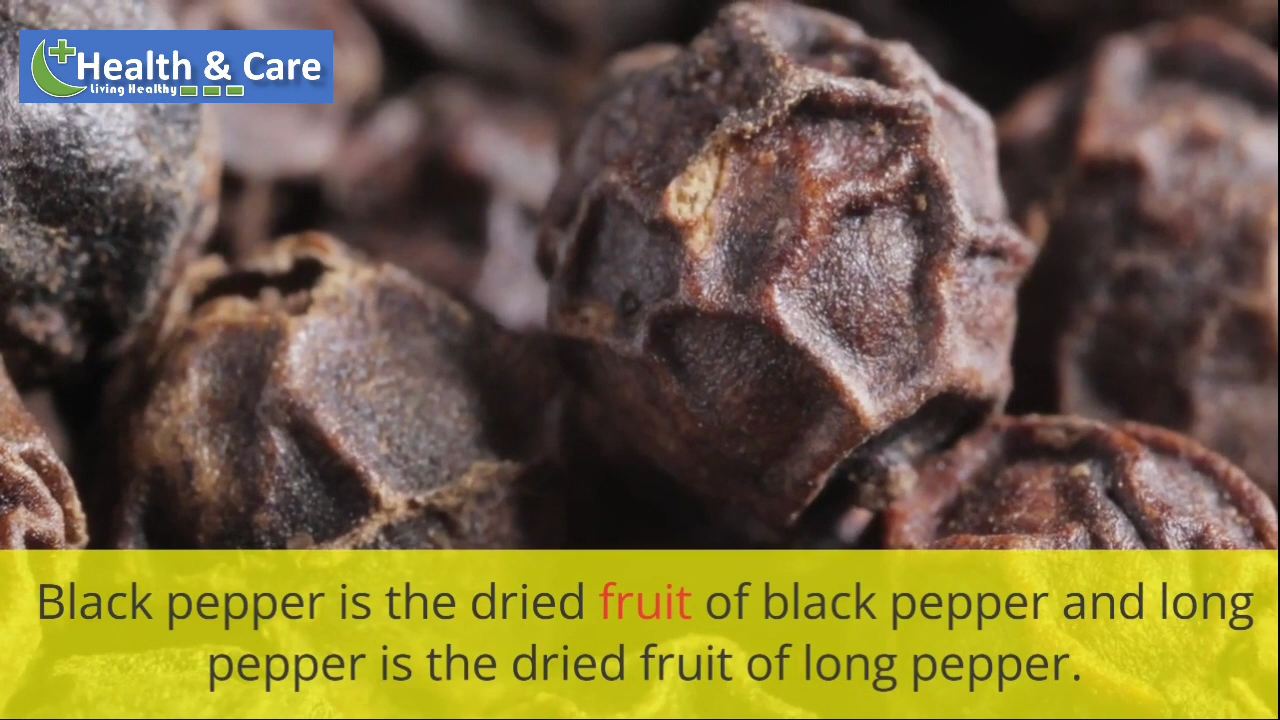 Health & Care
Living Healthy
Black pepper is the dried fruit of black pepper and long
pepper is the dried fruit of long pepper.